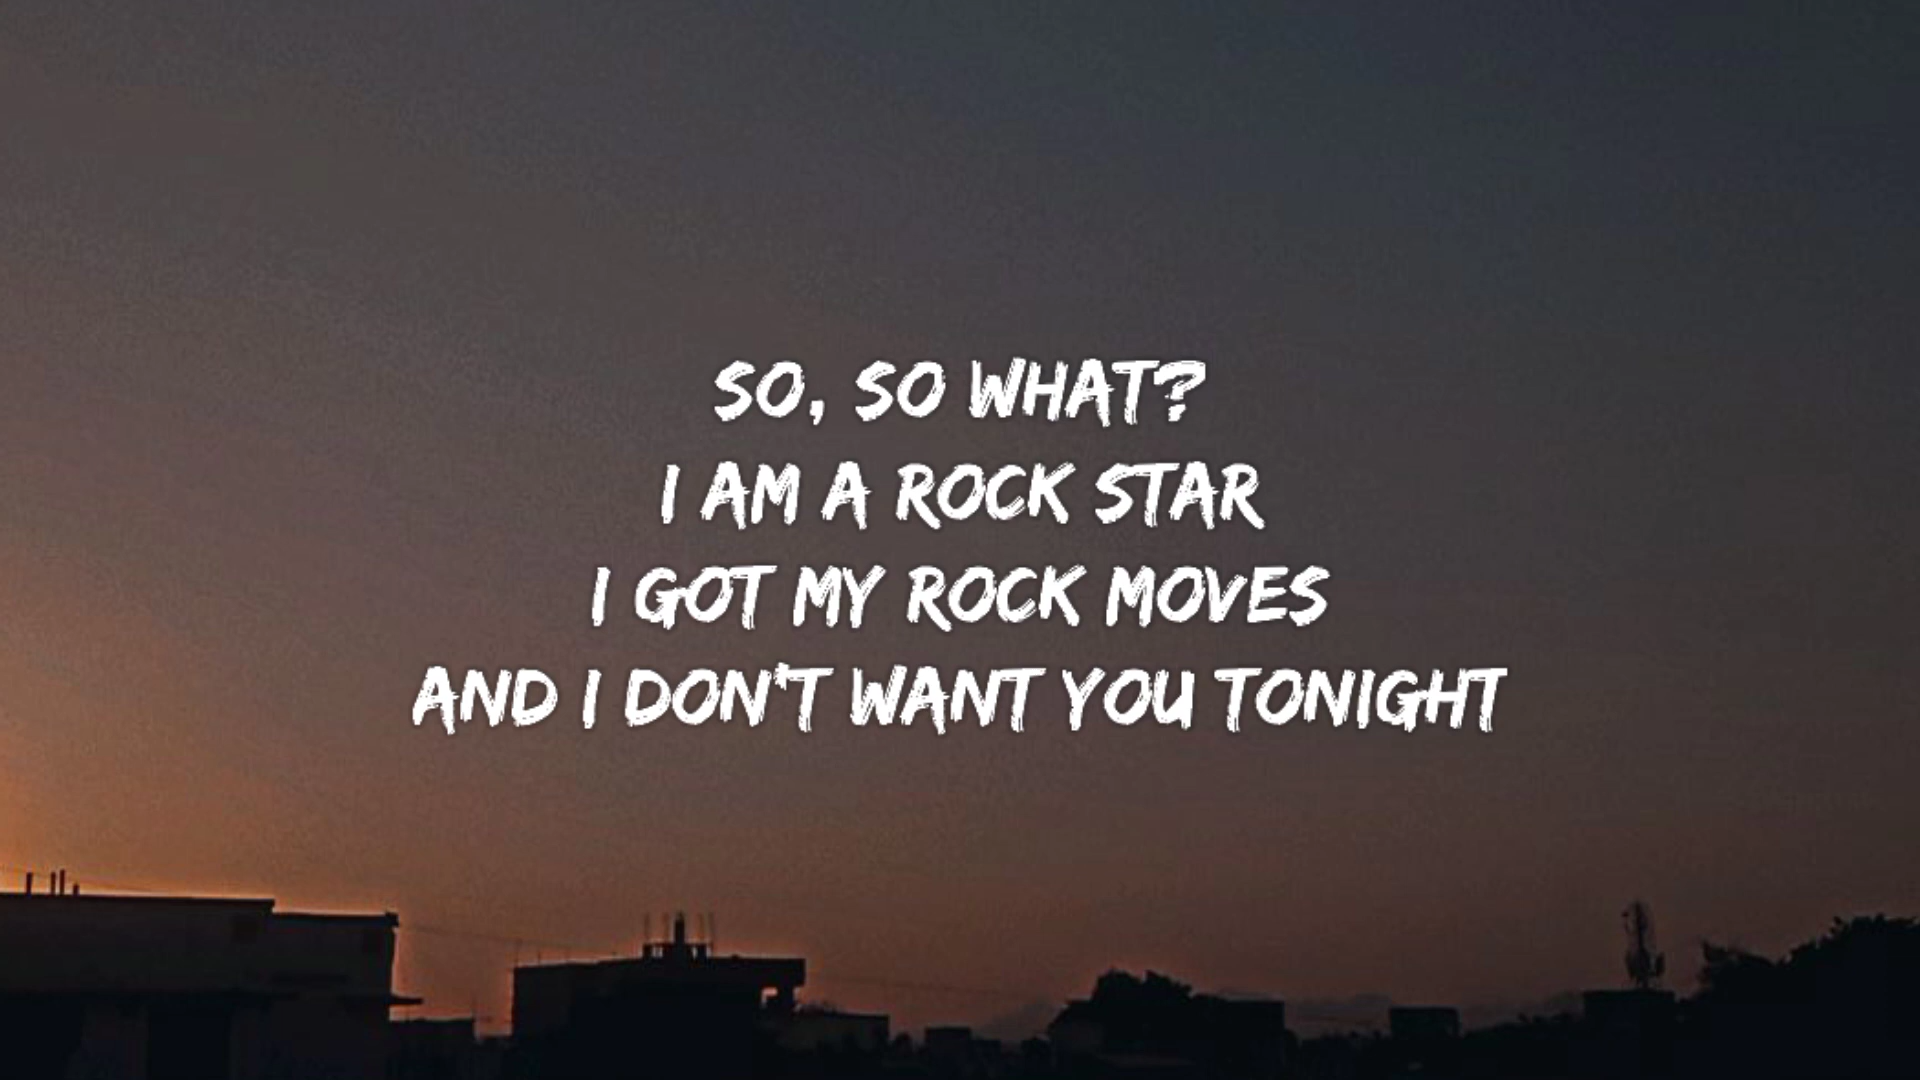 SO, SO WHAT?
I AM A ROCK STAR
I GOT MY ROCK MOVES
AND I DON'T WANT YOU TONIGHT